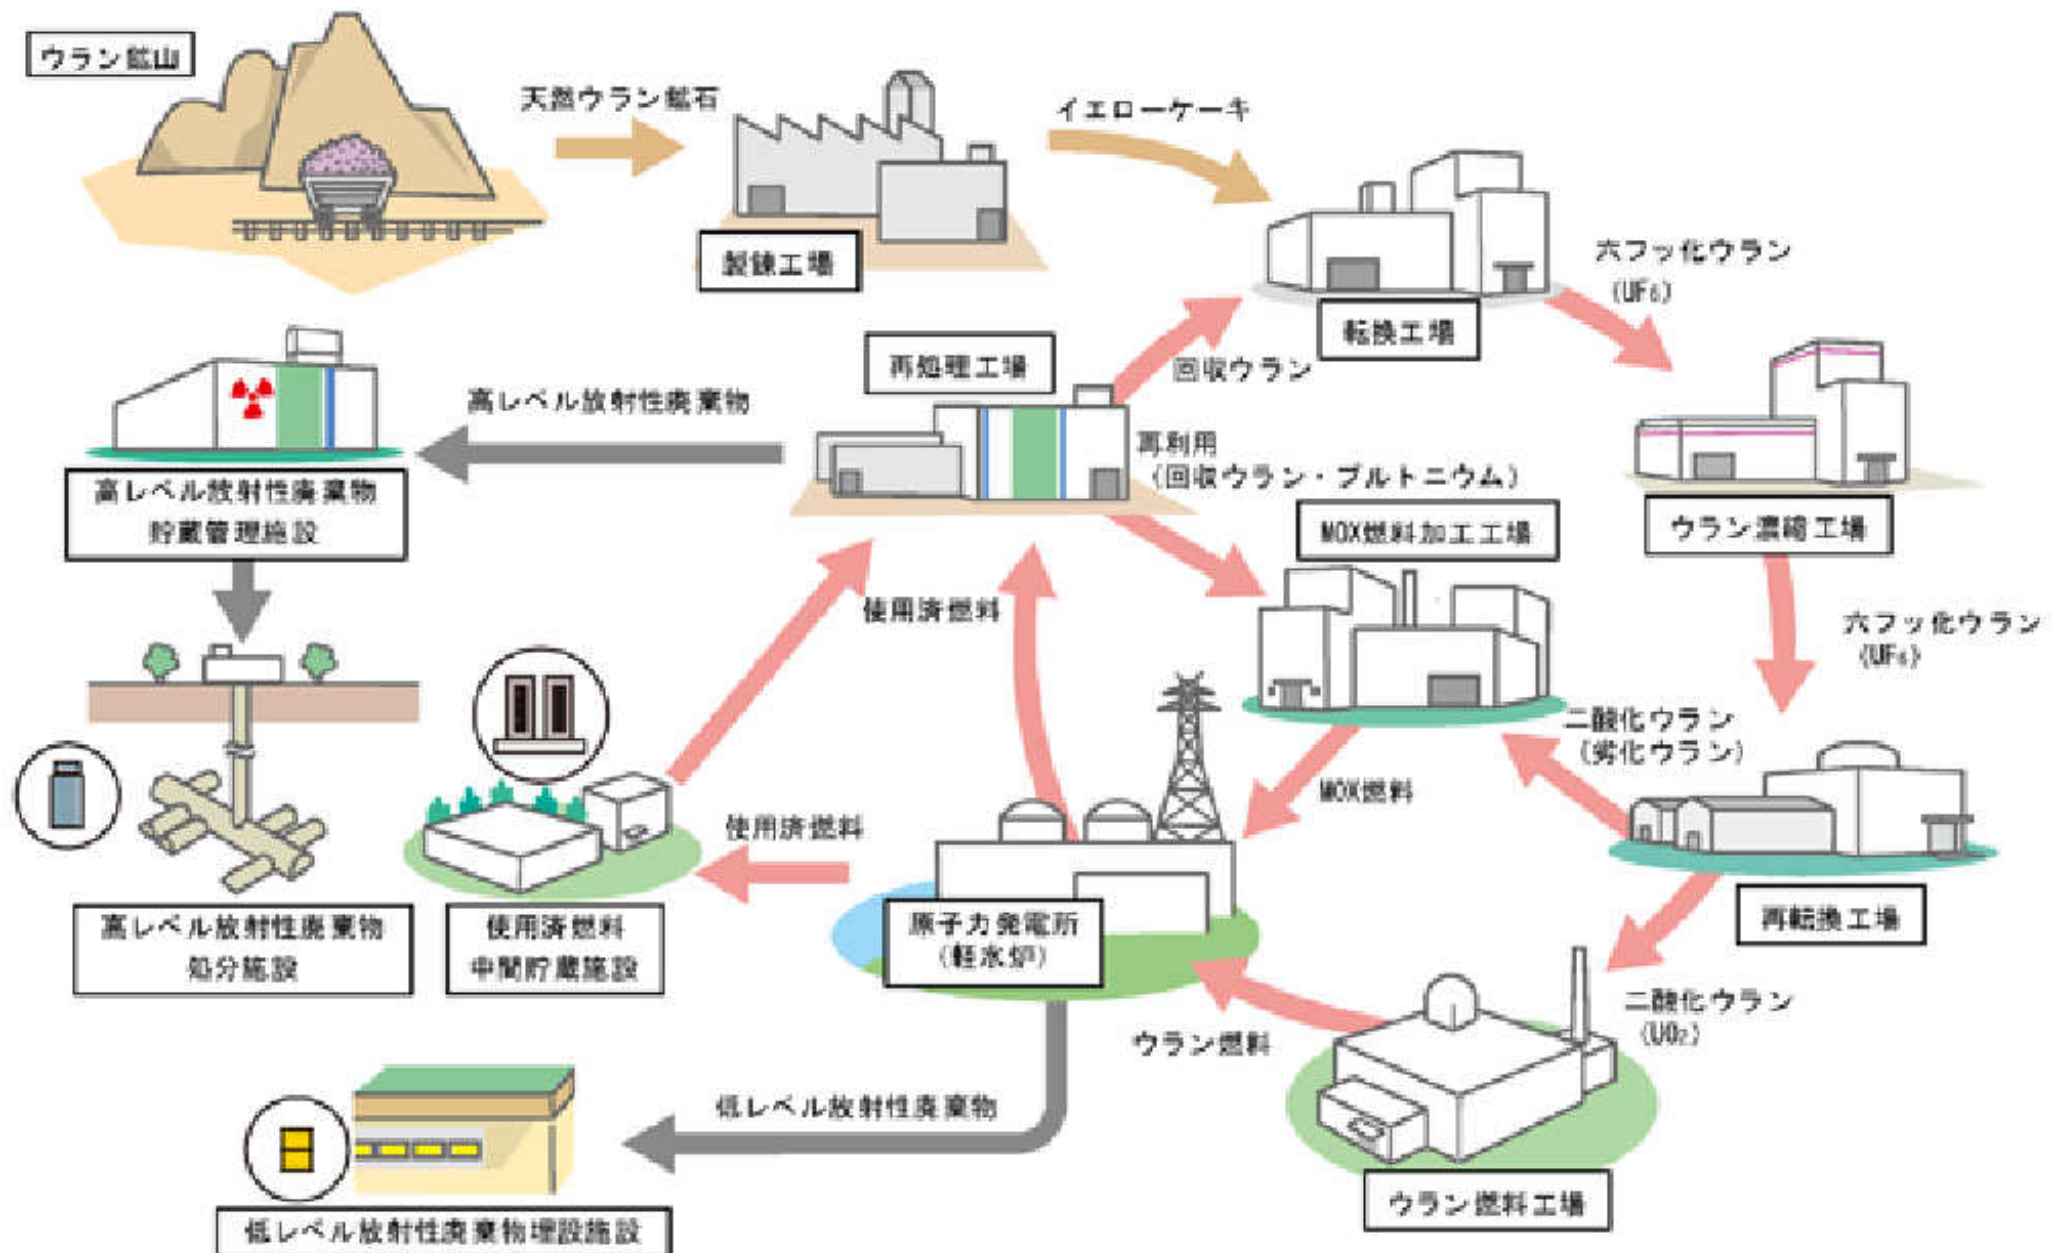 ウラン鉱山
天然ウラン鉱石
イエローケーキ
製錬工場
六フッ化ウラン
(UF6)
転換工場
再処理工場
回収ウラン
高レベル放射性廃棄物
再利用
(回収ウラン・プルトニウム)
高レベル放射性廃棄物
貯蔵管理施設
MOX燃料加工工場
ウラン濃縮工場
使用済燃料
六フッ化ウラン
(UF6)
二酸化ウラン
(劣化ウラン)
MOX燃料
使用済燃料
再転換工場
高レベル放射性廃棄物
処分施設
使用済燃料
中間貯蔵施設
原子力発電所
(軽水炉)
二酸化ウラン
(UO2)
ウラン燃料
低レベル放射性廃棄物
ウラン燃料工場
低レベル放射性廃棄物埋設施設